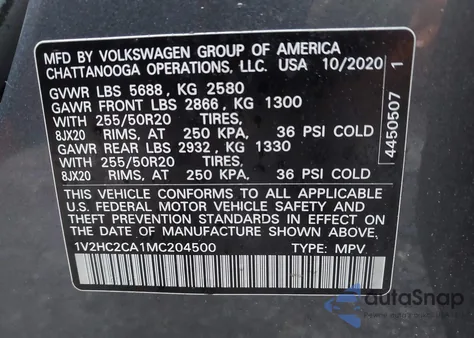 MFD BY VOLKSWAGEN GROUP OF AMERICA
CHATTANOOGA OPERATIONS, LLC. USA 10/2020
GVWR LBS 5688, KG 2580
GAWR FRONT LBS 2866, KG 1300
WITH 255/50R20 TIRES,
8JX20 RIMS, AT 250 KPA, 36 PSI COLD
GAWR REAR LBS 2932, KG 1330
WITH 255/50R20 TIRES,
8JX20 RIMS, AT 250 KPA, 36 PSI COLD
THIS VEHICLE CONFORMS TO ALL APPLICABLE
U.S. FEDERAL MOTOR VEHICLE SAFETY AND
THEFT PREVENTION STANDARDS IN EFFECT ON THE
DATE OF MANUFACTURE SHOWN ABOVE.
1V2HC2CA1MC204500 TYPE: MPV.
4450507 1
autoSnap